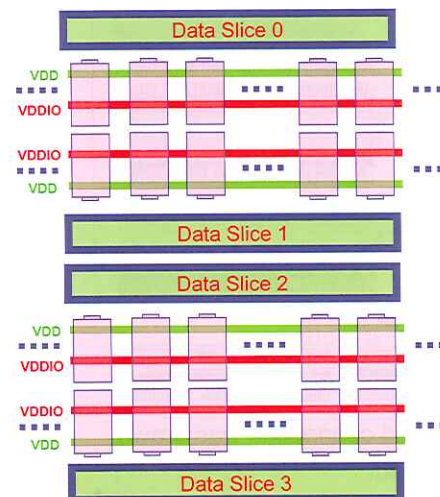 Data Slice 0
VDD
VDDIO
VDDIO
VDD
Data Slice 1
Data Slice 2
VDD
VDDIO
VDDIO
VDD
Data Slice 3